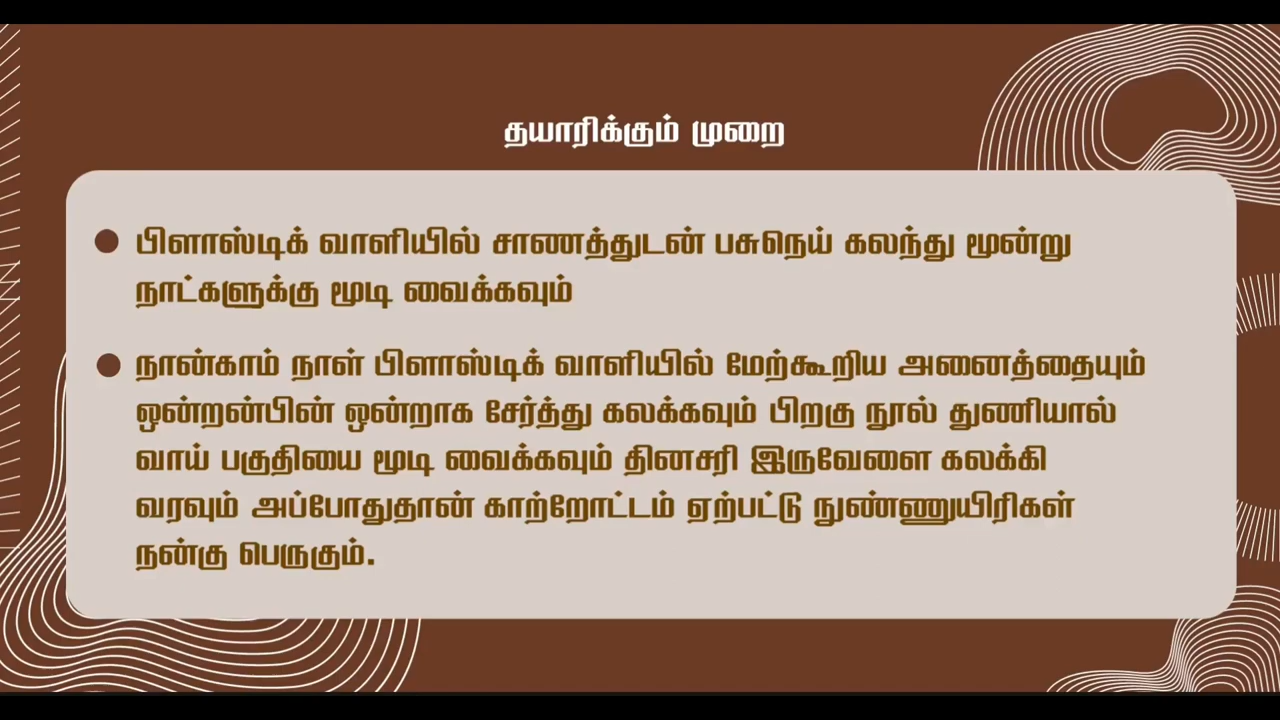 தயாரிக்கும் முறை
பிளாஸ்டிக் வாளியில் சாணத்துடன் பசுநெய் கலந்து மூன்று
நாட்களுக்கு மூடி வைக்கவும்
நான்காம் நாள் பிளாஸ்டிக் வாளியில் மேற்கூறிய அனைத்தையும்
ஒன்றன்பின் ஒன்றாக சேர்த்து கலக்கவும் பிறகு நூல் துணியால்
வாய் பகுதியை மூடி வைக்கவும் தினசரி இருவேளை கலக்கி
வரவும் அப்போதுதான் காற்றோட்டம் ஏற்பட்டு நுண்ணுயிரிகள்
நன்கு பெருகும்.